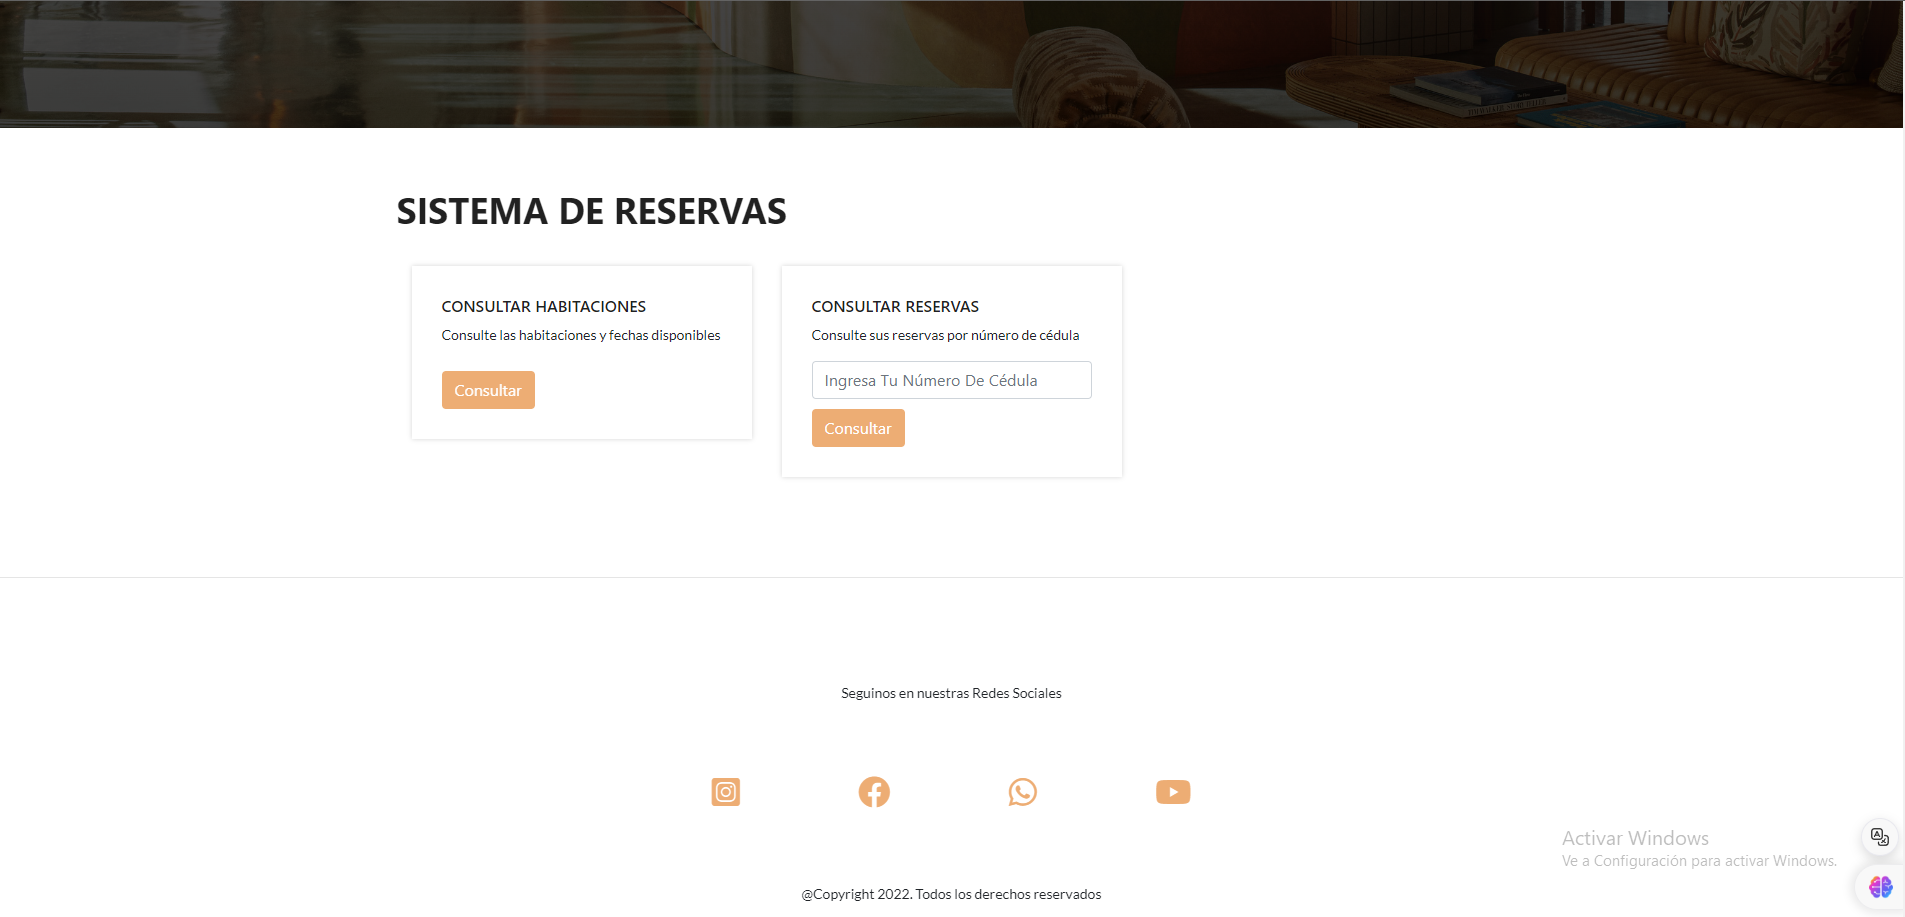 SISTEMA DE RESERVAS
CONSULTAR HABITACIONES
Consulte las habitaciones y fechas disponibles
Consultar
CONSULTAR RESERVAS
Consulte sus reservas por número de cédula
Ingresa Tu Número De Cédula
Consultar
Seguinos en nuestras Redes Sociales
Activar Windows
Ve a Configuración para activar Windows.
@Copyright 2022. Todos los derechos reservados